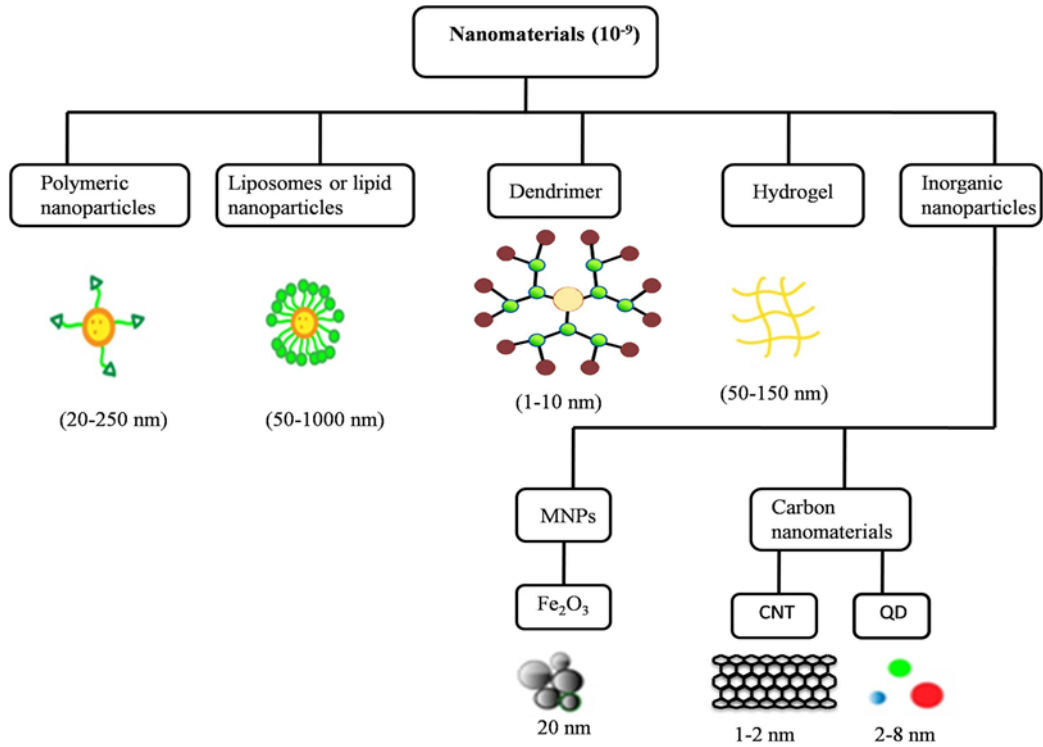 Nanomaterials (10⁻⁹)
Polymeric
nanoparticles
Liposomes or lipid
nanoparticles
Dendrimer
Hydrogel
Inorganic
nanoparticles
(20-250 nm)
(50-1000 nm)
(1-10 nm)
(50-150 nm)
MNPs
Carbon
nanomaterials
Fe₂O₃
CNT
QD
20 nm
1-2 nm
2-8 nm